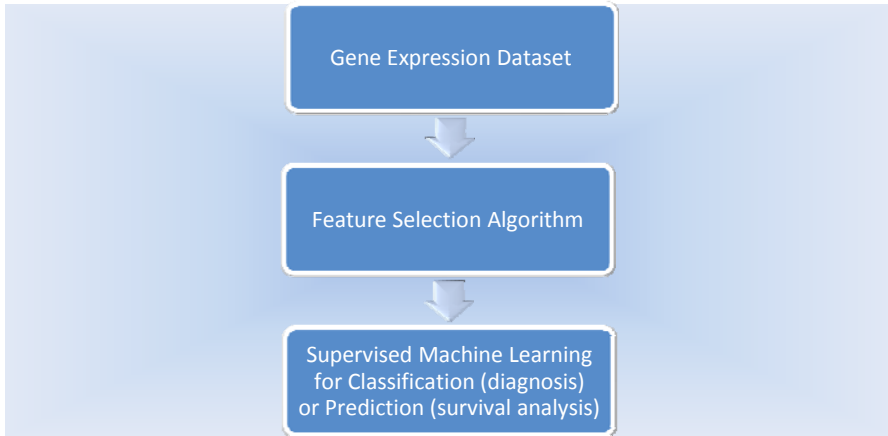 Gene Expression Dataset
Feature Selection Algorithm
Supervised Machine Learning
for Classification (diagnosis)
or Prediction (survival analysis)